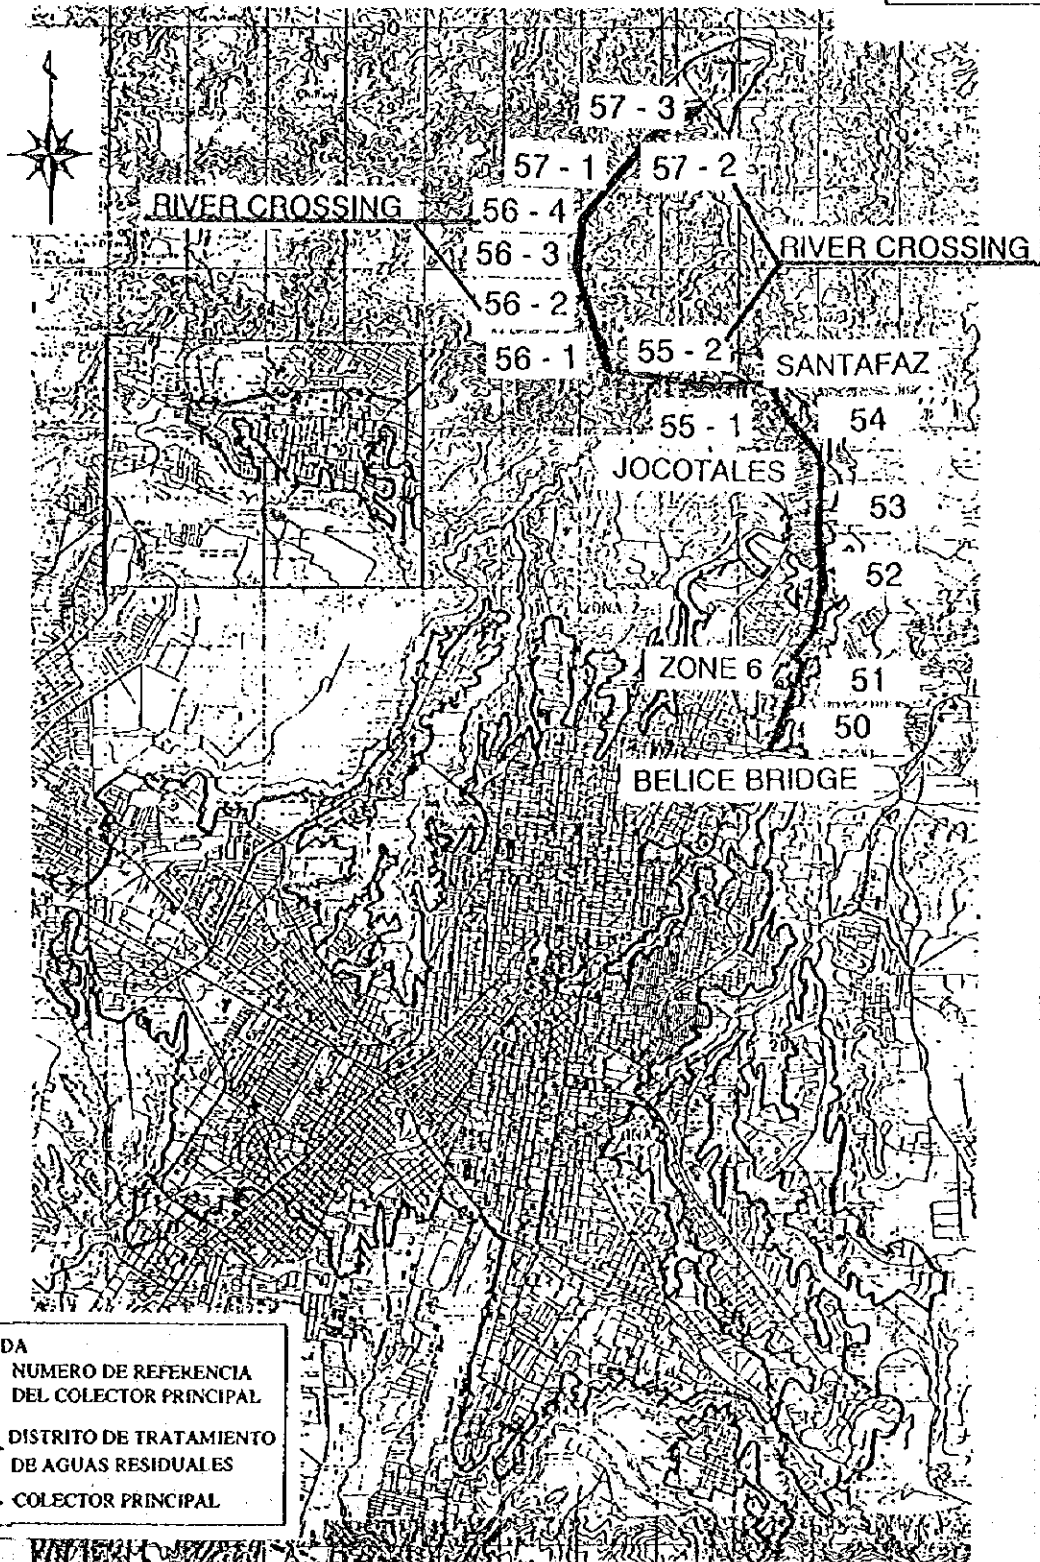 57 - 3
57 - 1
57 - 2
RIVER CROSSING
56 - 4
56 - 3
RIVER CROSSING
56 - 2
56 - 1
55 - 2
SANTAFAZ
55 - 1
54
JOCOTALES
53
52
ZONE 6
51
50
BELICE BRIDGE
DA
NUMERO DE REFERENCIA
DEL COLECTOR PRINCIPAL
DISTRITO DE TRATAMIENTO
DE AGUAS RESIDUALES
COLECTOR PRINCIPAL